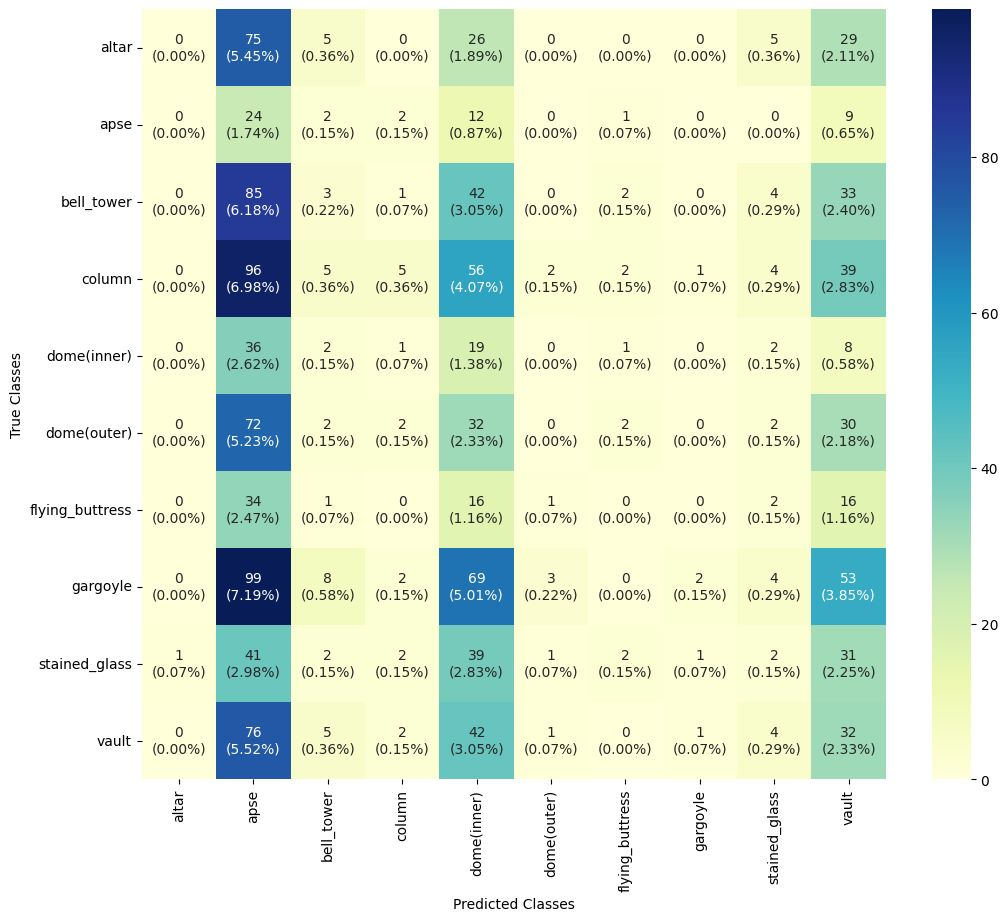 altar 0 75 5 0 26 0 0 0 5 29
(0.00%) (5.45%) (0.36%) (0.00%) (1.89%) (0.00%) (0.00%) (0.00%) (0.36%) (2.11%)
apse 0 24 2 2 12 0 1 0 0 9
(0.00%) (1.74%) (0.15%) (0.15%) (0.87%) (0.00%) (0.07%) (0.00%) (0.00%) (0.65%)
bell_tower 0 85 3 1 42 0 2 0 4 33
(0.00%) (6.18%) (0.22%) (0.07%) (3.05%) (0.00%) (0.15%) (0.00%) (0.29%) (2.40%)
column 0 96 5 5 56 2 2 1 4 39
(0.00%) (6.98%) (0.36%) (0.36%) (4.07%) (0.15%) (0.15%) (0.07%) (0.29%) (2.83%)
dome(inner) 0 36 2 1 19 0 1 0 2 8
(0.00%) (2.62%) (0.15%) (0.07%) (1.38%) (0.00%) (0.07%) (0.00%) (0.15%) (0.58%)
dome(outer) 0 72 2 2 32 0 2 0 2 30
(0.00%) (5.23%) (0.15%) (0.15%) (2.33%) (0.00%) (0.15%) (0.00%) (0.15%) (2.18%)
flying_buttress 0 34 1 0 16 1 0 0 2 16
(0.00%) (2.47%) (0.07%) (0.00%) (1.16%) (0.07%) (0.00%) (0.00%) (0.15%) (1.16%)
gargoyle 0 99 8 2 69 3 0 2 4 53
(0.00%) (7.19%) (0.58%) (0.15%) (5.01%) (0.22%) (0.00%) (0.15%) (0.29%) (3.85%)
stained_glass 1 41 2 2 39 1 2 1 2 31
(0.07%) (2.98%) (0.15%) (0.15%) (2.83%) (0.07%) (0.15%) (0.07%) (0.15%) (2.25%)
vault 0 76 5 2 42 1 0 1 4 32
(0.00%) (5.52%) (0.36%) (0.15%) (3.05%) (0.07%) (0.00%) (0.07%) (0.29%) (2.33%)
True Classes
altar
apse
bell_tower
column
dome(inner)
dome(outer)
flying_buttress
gargoyle
stained_glass
vault
Predicted Classes
80
60
40
20
0